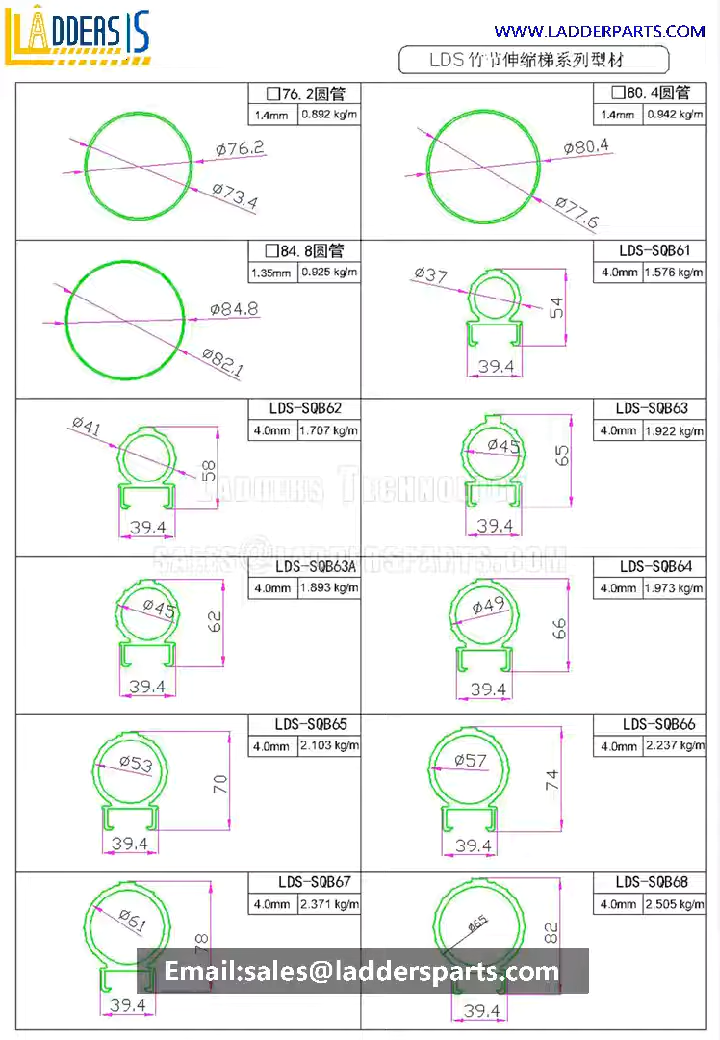 LADDERSIS
WWW.LADDERPARTS.COM
LDS竹节伸缩梯系列型材
□76.2圆管
1.4mm 0.892 kg/m
Ø76.2
Ø73.4
□80.4圆管
1.4mm 0.942 kg/m
Ø80.4
Ø77.6
□84.8圆管
1.35mm 0.925 kg/m
Ø84.8
Ø82.1
LDS-SQB61
4.0mm 1.576 kg/m
Ø37
54
39.4
LDS-SQB62
4.0mm 1.707 kg/m
Ø41
58
39.4
LDS-SQB63
4.0mm 1.922 kg/m
Ø45
65
39.4
LADDERS TECHNOLOGY
SALES@LADDERSPARTS.COM
LDS-SQB63A
4.0mm 1.893 kg/m
Ø45
62
39.4
LDS-SQB64
4.0mm 1.973 kg/m
Ø49
66
39.4
LDS-SQB65
4.0mm 2.103 kg/m
Ø53
70
39.4
LDS-SQB66
4.0mm 2.237 kg/m
Ø57
74
39.4
LDS-SQB67
4.0mm 2.371 kg/m
Ø61
78
39.4
LDS-SQB68
4.0mm 2.505 kg/m
Ø65
82
39.4
Email:sales@laddersparts.com